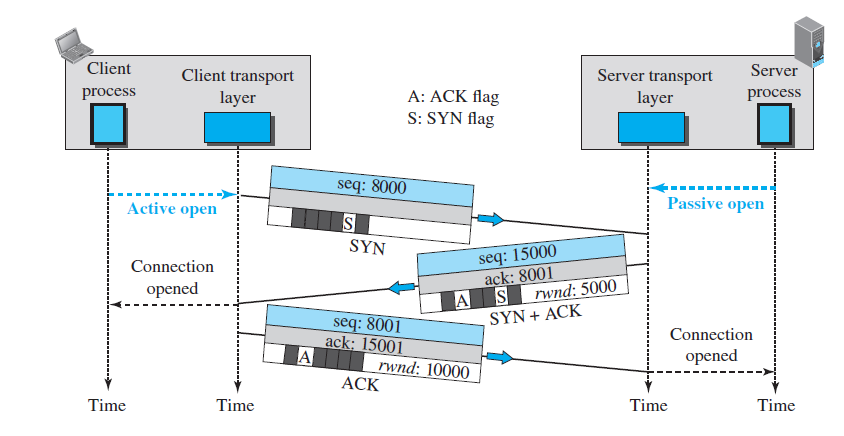 Client
process
Client transport
layer
A: ACK flag
S: SYN flag
Server transport
layer
Server
process
Active open
Passive open
seq: 8000
S
SYN
seq: 15000
ack: 8001
A S rwnd: 5000
SYN + ACK
Connection
opened
seq: 8001
ack: 15001
A rwnd: 10000
ACK
Connection
opened
Time
Time
Time
Time